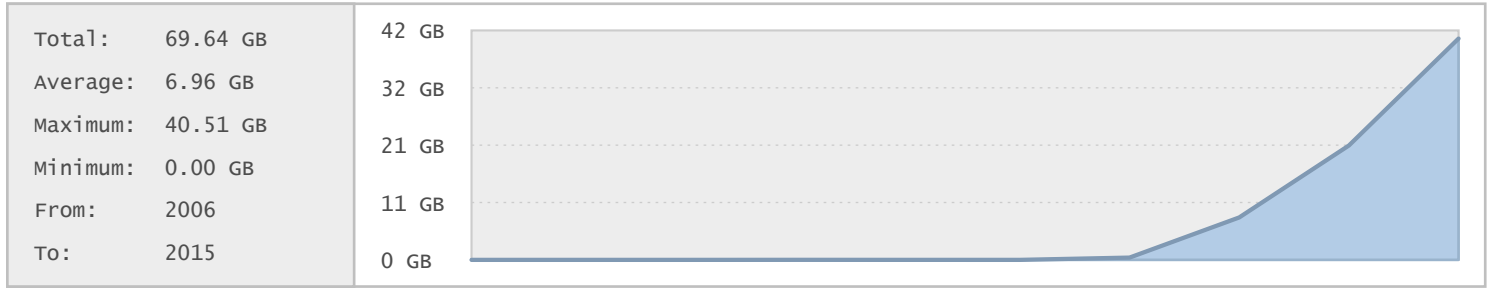 Total: 69.64 GB
Average: 6.96 GB
Maximum: 40.51 GB
Minimum: 0.00 GB
From: 2006
To: 2015
42 GB
32 GB
21 GB
11 GB
0 GB